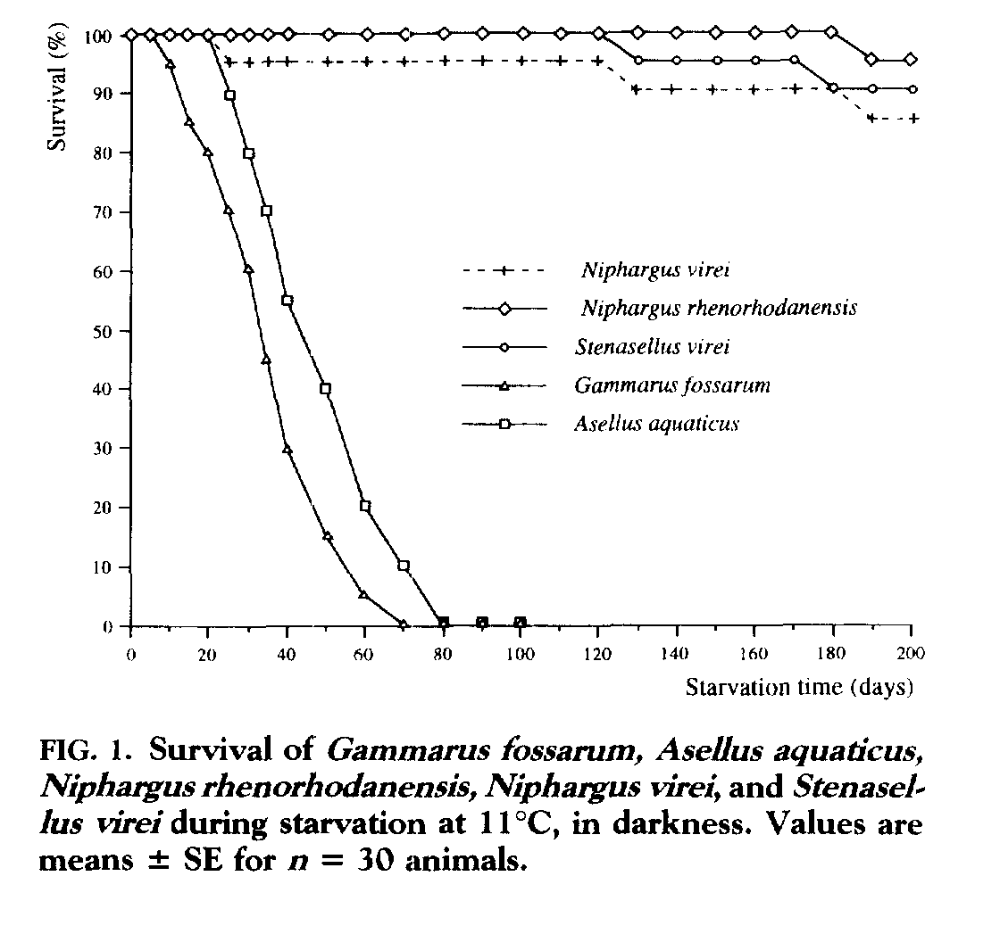 Survival (%)
100
90
80
70
60
50
40
30
20
10
0
0 20 40 60 80 100 120 140 160 180 200
Starvation time (days)
Niphargus virei
Niphargus rhenorhodanensis
Stenasellus virei
Gammarus fossarum
Asellus aquaticus
FIG. 1. Survival of Gammarus fossarum, Asellus aquaticus,
Niphargus rhenorhodanensis, Niphargus virei, and Stenasel-
lus virei during starvation at 11°C, in darkness. Values are
means ± SE for n = 30 animals.